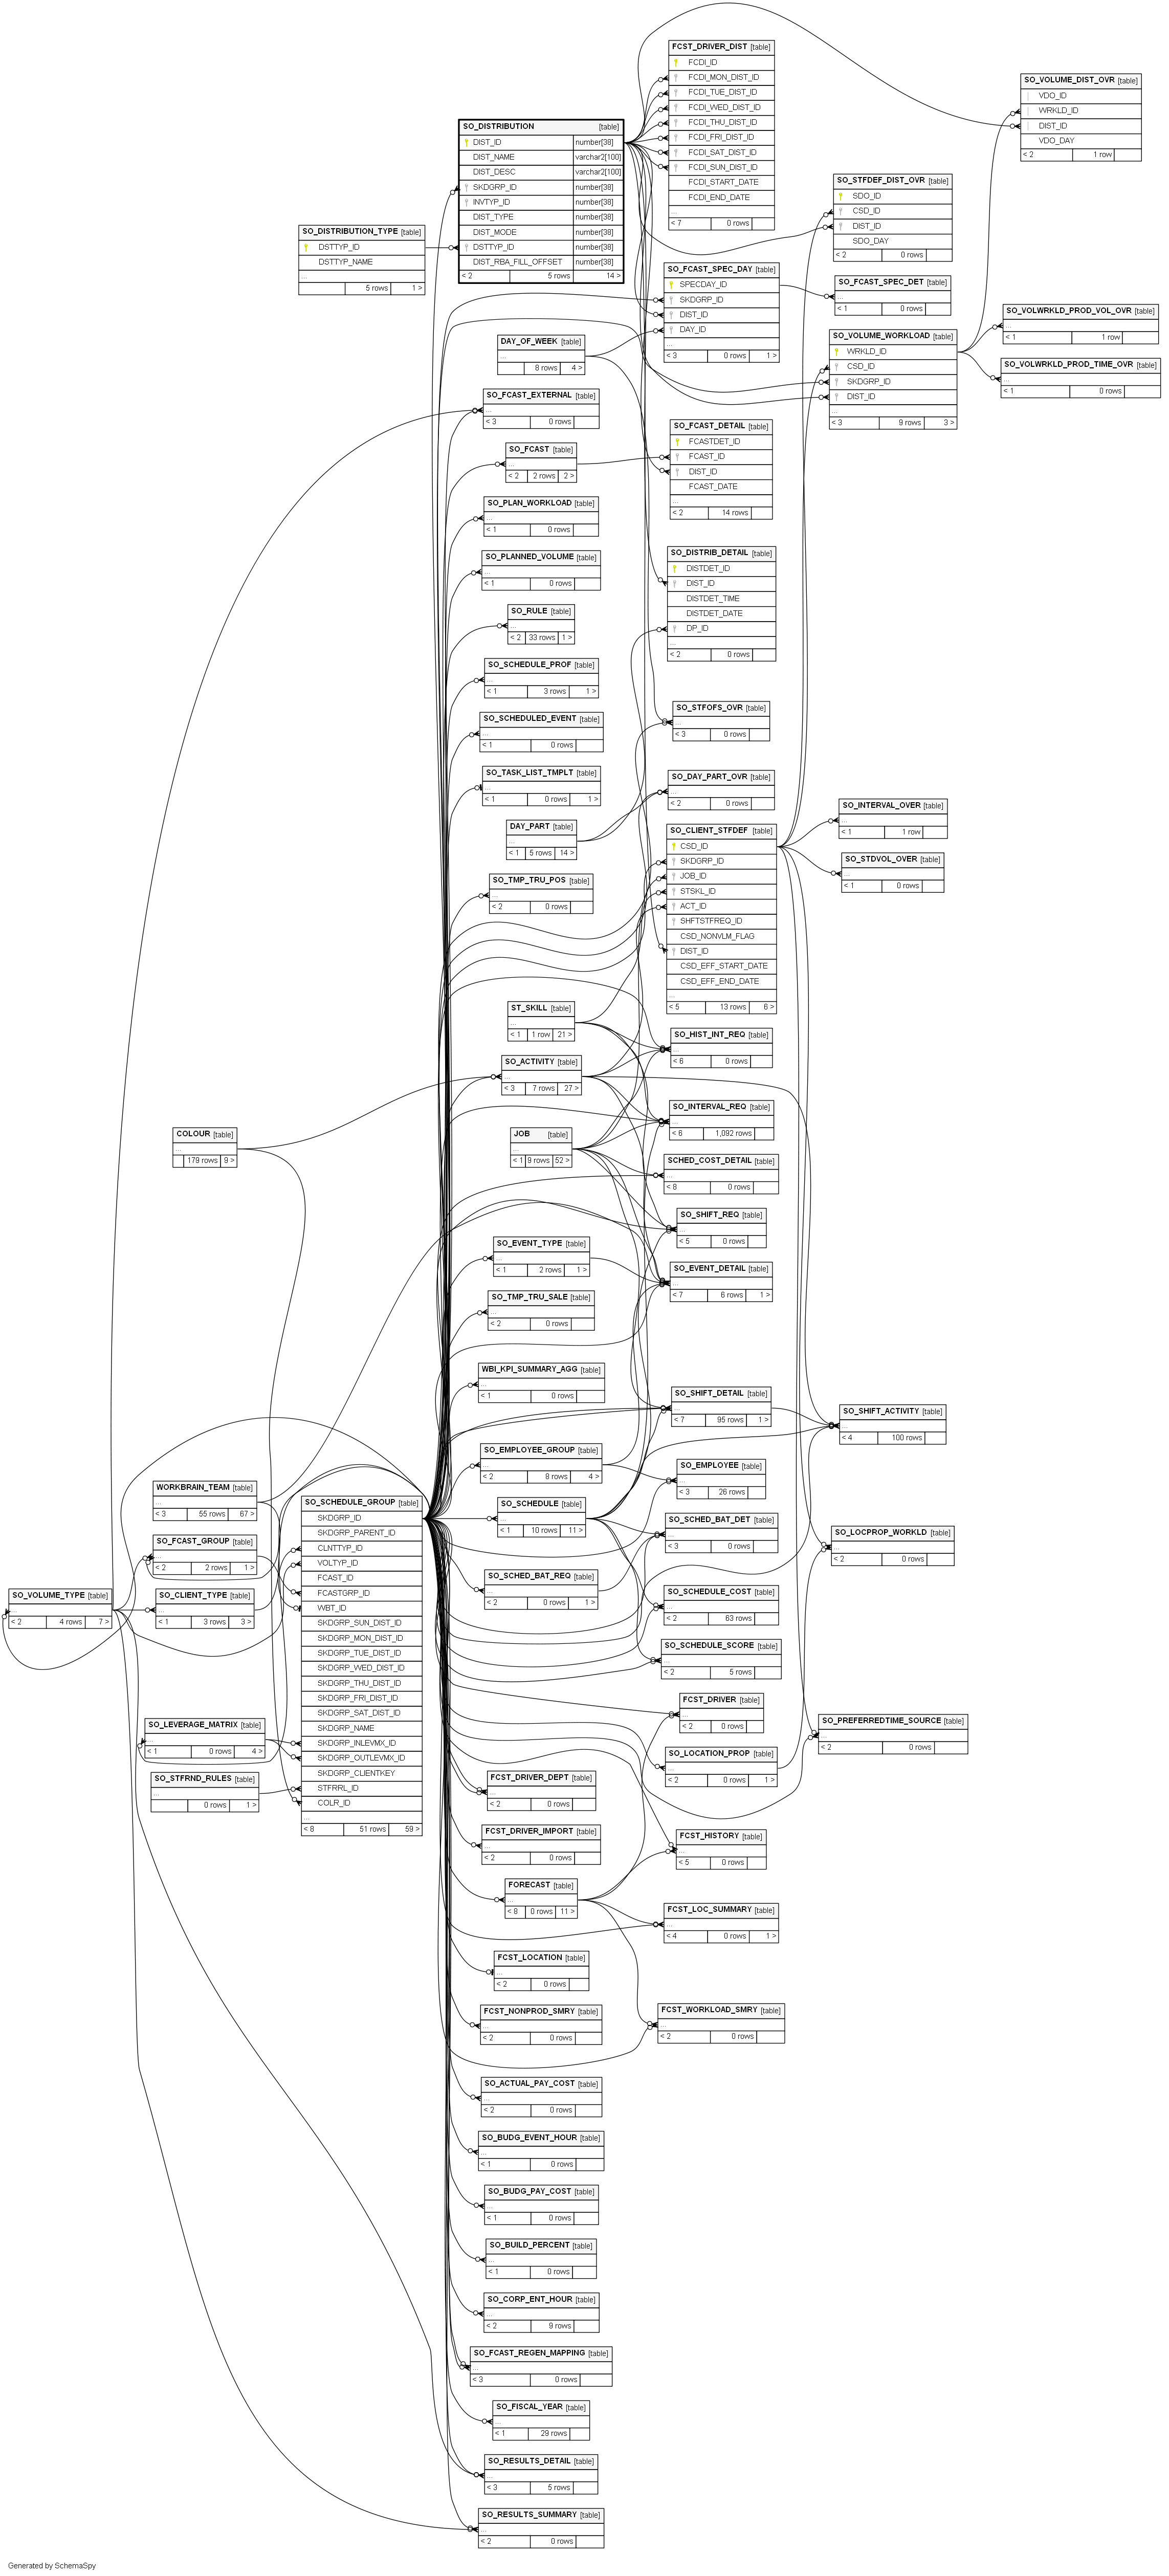 FCST_DRIVER_DIST [table]
FCDI_ID
FCDI_MON_DIST_ID
FCDI_TUE_DIST_ID
FCDI_WED_DIST_ID
FCDI_THU_DIST_ID
FCDI_FRI_DIST_ID
FCDI_SAT_DIST_ID
FCDI_SUN_DIST_ID
FCDI_START_DATE
FCDI_END_DATE
...
< 7 0 rows
SO_VOLUME_DIST_OVR [table]
VDO_ID
WRKLD_ID
DIST_ID
VDO_DAY
< 2 1 row
SO_DISTRIBUTION [table]
DIST_ID number[38]
DIST_NAME varchar2[100]
DIST_DESC varchar2[100]
SKDGRP_ID number[38]
INVTYP_ID number[38]
DIST_TYPE number[38]
DIST_MODE number[38]
DSTTYP_ID number[38]
DIST_RBA_FILL_OFFSET number[38]
< 2 5 rows 14 >
SO_STFDEF_DIST_OVR [table]
SDO_ID
CSD_ID
DIST_ID
SDO_DAY
< 2 0 rows
SO_DISTRIBUTION_TYPE [table]
DSTTYP_ID
DSTTYP_NAME
...
5 rows 1 >
SO_FCAST_SPEC_DAY [table]
SPECDAY_ID
SKDGRP_ID
DIST_ID
DAY_ID
...
< 3 0 rows 1 >
SO_FCAST_SPEC_DET [table]
...
< 1 0 rows
SO_VOLWRKLD_PROD_VOL_OVR [table]
...
< 1 1 row
SO_VOLUME_WORKLOAD [table]
WRKLD_ID
CSD_ID
SKDGRP_ID
DIST_ID
...
< 3 9 rows 3 >
SO_VOLWRKLD_PROD_TIME_OVR [table]
...
< 1 0 rows
DAY_OF_WEEK [table]
...
8 rows 4 >
SO_FCAST_EXTERNAL [table]
...
< 3 0 rows
SO_FCAST_DETAIL [table]
FCASTDET_ID
FCAST_ID
DIST_ID
FCAST_DATE
...
< 2 14 rows
SO_FCAST [table]
...
< 2 2 rows 2 >
SO_PLAN_WORKLOAD [table]
...
< 1 0 rows
SO_PLANNED_VOLUME [table]
...
< 1 0 rows
SO_DISTRIB_DETAIL [table]
DISTDET_ID
DIST_ID
DISTDET_TIME
DISTDET_DATE
DP_ID
...
< 2 0 rows
SO_RULE [table]
...
< 2 33 rows 1 >
SO_SCHEDULE_PROF [table]
...
< 1 3 rows 1 >
SO_STFOFS_OVR [table]
...
< 3 0 rows
SO_SCHEDULED_EVENT [table]
...
< 1 0 rows
SO_TASK_LIST_TMPLT [table]
...
< 1 0 rows 1 >
SO_DAY_PART_OVR [table]
...
< 2 0 rows
SO_INTERVAL_OVER [table]
...
< 1 1 row
DAY_PART [table]
...
< 1 5 rows 14 >
SO_CLIENT_STFDEF [table]
CSD_ID
SKDGRP_ID
JOB_ID
STSKL_ID
ACT_ID
SHFTSTFREQ_ID
CSD_NONVLM_FLAG
DIST_ID
CSD_EFF_START_DATE
CSD_EFF_END_DATE
...
< 5 13 rows 6 >
SO_STDVOL_OVER [table]
...
< 1 0 rows
SO_TMP_TRU_POS [table]
...
< 2 0 rows
ST_SKILL [table]
...
< 1 1 row 21 >
SO_HIST_INT_REQ [table]
...
< 6 0 rows
SO_ACTIVITY [table]
...
< 3 7 rows 27 >
SO_INTERVAL_REQ [table]
...
< 6 1,092 rows
COLOUR [table]
...
179 rows 9 >
JOB [table]
...
< 1 9 rows 52 >
SCHED_COST_DETAIL [table]
...
< 8 0 rows
SO_SHIFT_REQ [table]
...
< 5 0 rows
SO_EVENT_TYPE [table]
...
< 1 2 rows 1 >
SO_EVENT_DETAIL [table]
...
< 7 6 rows 1 >
SO_TMP_TRU_SALE [table]
...
< 2 0 rows
WBI_KPI_SUMMARY_AGG [table]
...
< 1 0 rows
SO_SHIFT_DETAIL [table]
...
< 7 95 rows 1 >
SO_SHIFT_ACTIVITY [table]
...
< 4 100 rows
SO_EMPLOYEE_GROUP [table]
...
< 2 8 rows 4 >
SO_EMPLOYEE [table]
...
< 3 26 rows
WORKBRAIN_TEAM [table]
...
< 3 55 rows 67 >
SO_SCHEDULE_GROUP [table]
SKDGRP_ID
SKDGRP_PARENT_ID
CLNTTYP_ID
VOLTYP_ID
FCAST_ID
FCASTGRP_ID
WBT_ID
SKDGRP_SUN_DIST_ID
SKDGRP_MON_DIST_ID
SKDGRP_TUE_DIST_ID
SKDGRP_WED_DIST_ID
SKDGRP_THU_DIST_ID
SKDGRP_FRI_DIST_ID
SKDGRP_SAT_DIST_ID
SKDGRP_NAME
SKDGRP_INLEVMX_ID
SKDGRP_OUTLEVMX_ID
SKDGRP_CLIENTKEY
STFRRL_ID
COLR_ID
...
< 8 51 rows 59 >
SO_SCHEDULE [table]
...
< 1 10 rows 11 >
SO_SCHED_BAT_DET [table]
...
< 3 0 rows
SO_LOCPROP_WORKLD [table]
...
< 2 0 rows
SO_FCAST_GROUP [table]
...
< 2 2 rows 1 >
SO_VOLUME_TYPE [table]
...
< 2 4 rows 7 >
SO_CLIENT_TYPE [table]
...
< 1 3 rows 3 >
SO_SCHED_BAT_REQ [table]
...
< 2 0 rows 1 >
SO_SCHEDULE_COST [table]
...
< 2 63 rows
SO_SCHEDULE_SCORE [table]
...
< 2 5 rows
FCST_DRIVER [table]
...
< 2 0 rows
SO_PREFERREDTIME_SOURCE [table]
...
< 2 0 rows
SO_LEVERAGE_MATRIX [table]
...
< 1 0 rows 4 >
SO_LOCATION_PROP [table]
...
< 2 0 rows 1 >
SO_STFRND_RULES [table]
...
0 rows 1 >
FCST_DRIVER_DEPT [table]
...
< 2 0 rows
FCST_DRIVER_IMPORT [table]
...
< 2 0 rows
FCST_HISTORY [table]
...
< 5 0 rows
FORECAST [table]
...
< 8 0 rows 11 >
FCST_LOC_SUMMARY [table]
...
< 4 0 rows 1 >
FCST_LOCATION [table]
...
< 2 0 rows
FCST_NONPROD_SMRY [table]
...
< 2 0 rows
FCST_WORKLOAD_SMRY [table]
...
< 2 0 rows
SO_ACTUAL_PAY_COST [table]
...
< 2 0 rows
SO_BUDG_EVENT_HOUR [table]
...
< 1 0 rows
SO_BUDG_PAY_COST [table]
...
< 1 0 rows
SO_BUILD_PERCENT [table]
...
< 1 0 rows
SO_CORP_ENT_HOUR [table]
...
< 2 9 rows
SO_FCAST_REGEN_MAPPING [table]
...
< 3 0 rows
SO_FISCAL_YEAR [table]
...
< 1 29 rows
SO_RESULTS_DETAIL [table]
...
< 3 5 rows
SO_RESULTS_SUMMARY [table]
...
< 2 0 rows
Generated by SchemaSpy